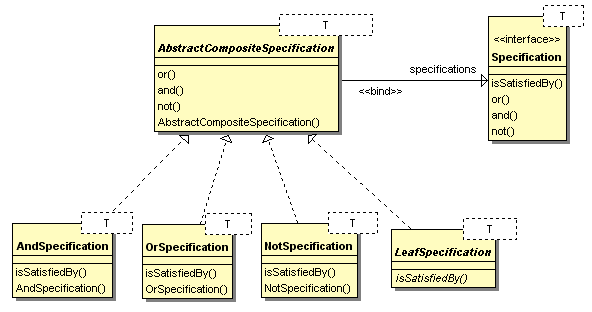 T
AbstractCompositeSpecification
or()
and()
not()
AbstractCompositeSpecification()
specifications
<<bind>>
T
<<interface>>
Specification
isSatisfiedBy()
or()
and()
not()
T
AndSpecification
isSatisfiedBy()
AndSpecification()
T
OrSpecification
isSatisfiedBy()
OrSpecification()
T
NotSpecification
isSatisfiedBy()
NotSpecification()
T
LeafSpecification
isSatisfiedBy()